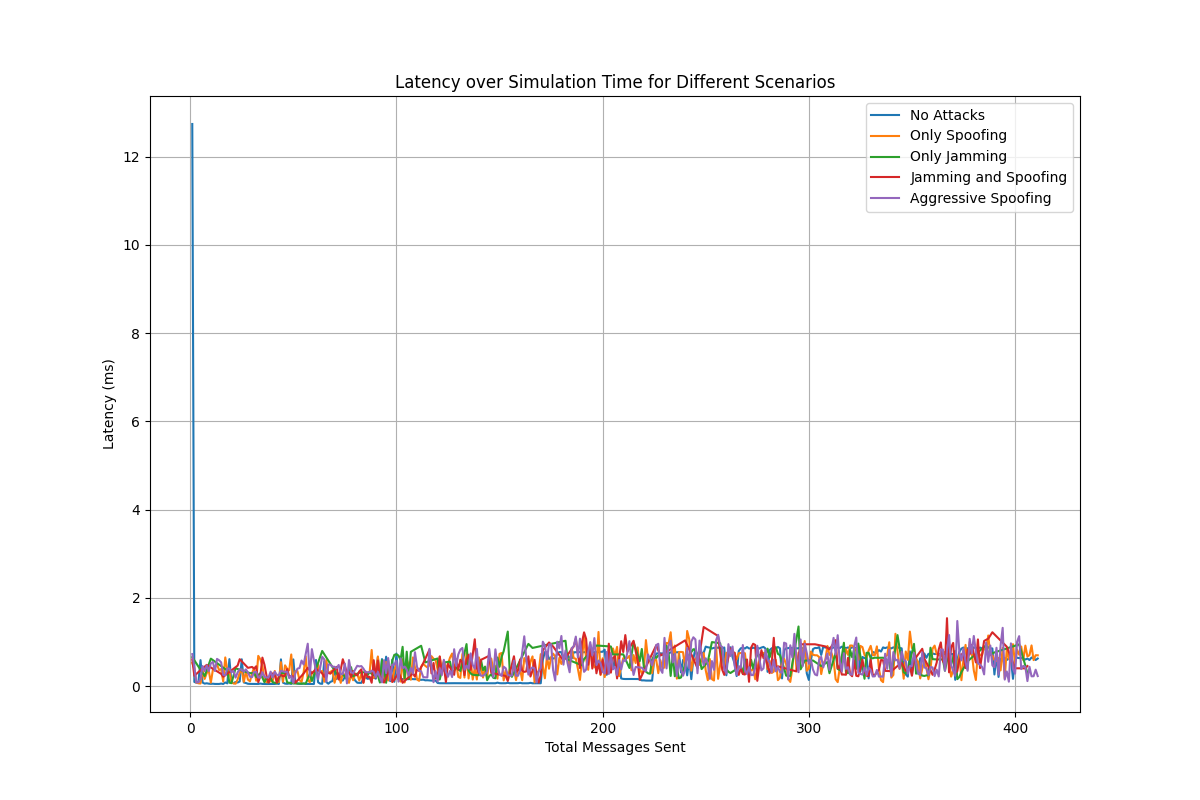 Latency over Simulation Time for Different Scenarios
No Attacks
Only Spoofing
Only Jamming
Jamming and Spoofing
Aggressive Spoofing
Latency (ms)
12
10
8
6
4
2
0
0 100 200 300 400
Total Messages Sent